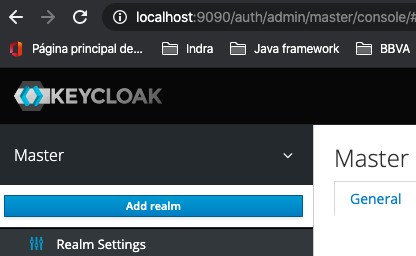 localhost:9090/auth/admin/master/console/#
Página principal de... Indra Java framework BBVA
KEYCLOAK
Master
Master
Add realm
General
Realm Settings